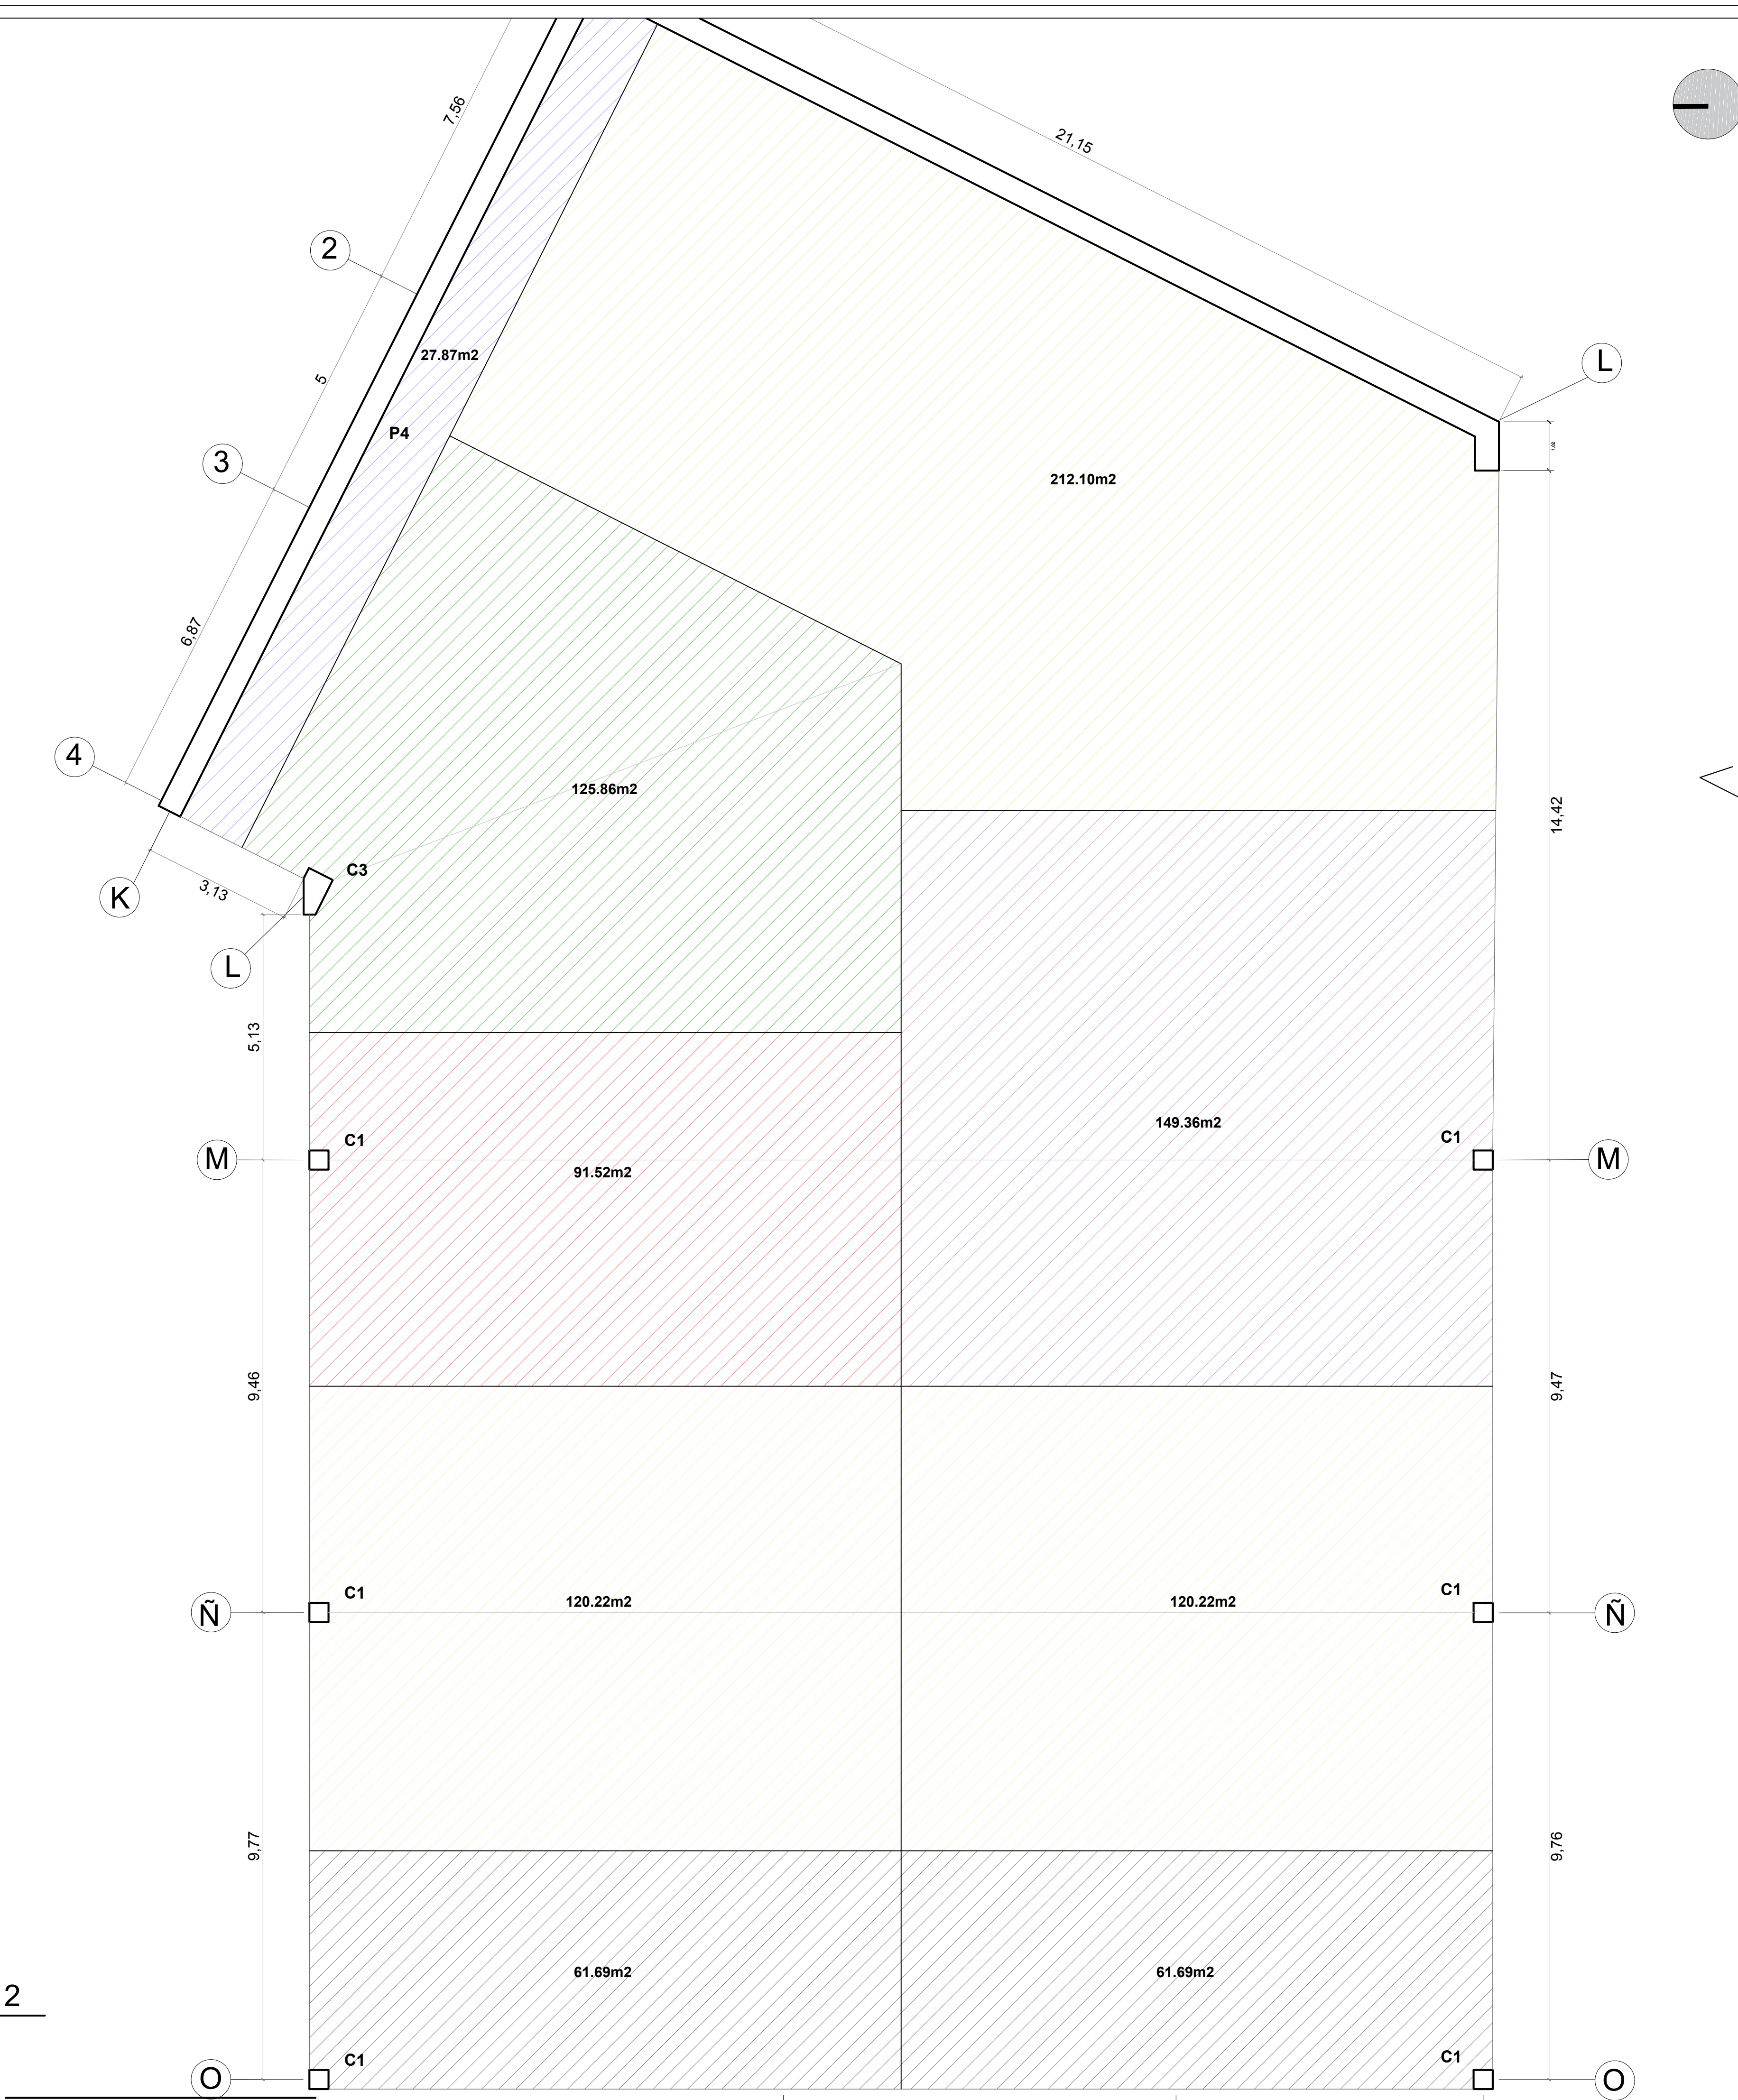 7,56
21,15
2
27.87m2
5
L
P4
3
212.10m2
6,87
4
125.86m2
14,42
C3
K
3,13
L
5,13
149.36m2
C1
C1
M
M
91.52m2
9,46
9,47
C1
C1
120.22m2
120.22m2
Ñ
Ñ
9,77
9,76
61.69m2
61.69m2
2
C1
C1
O
O